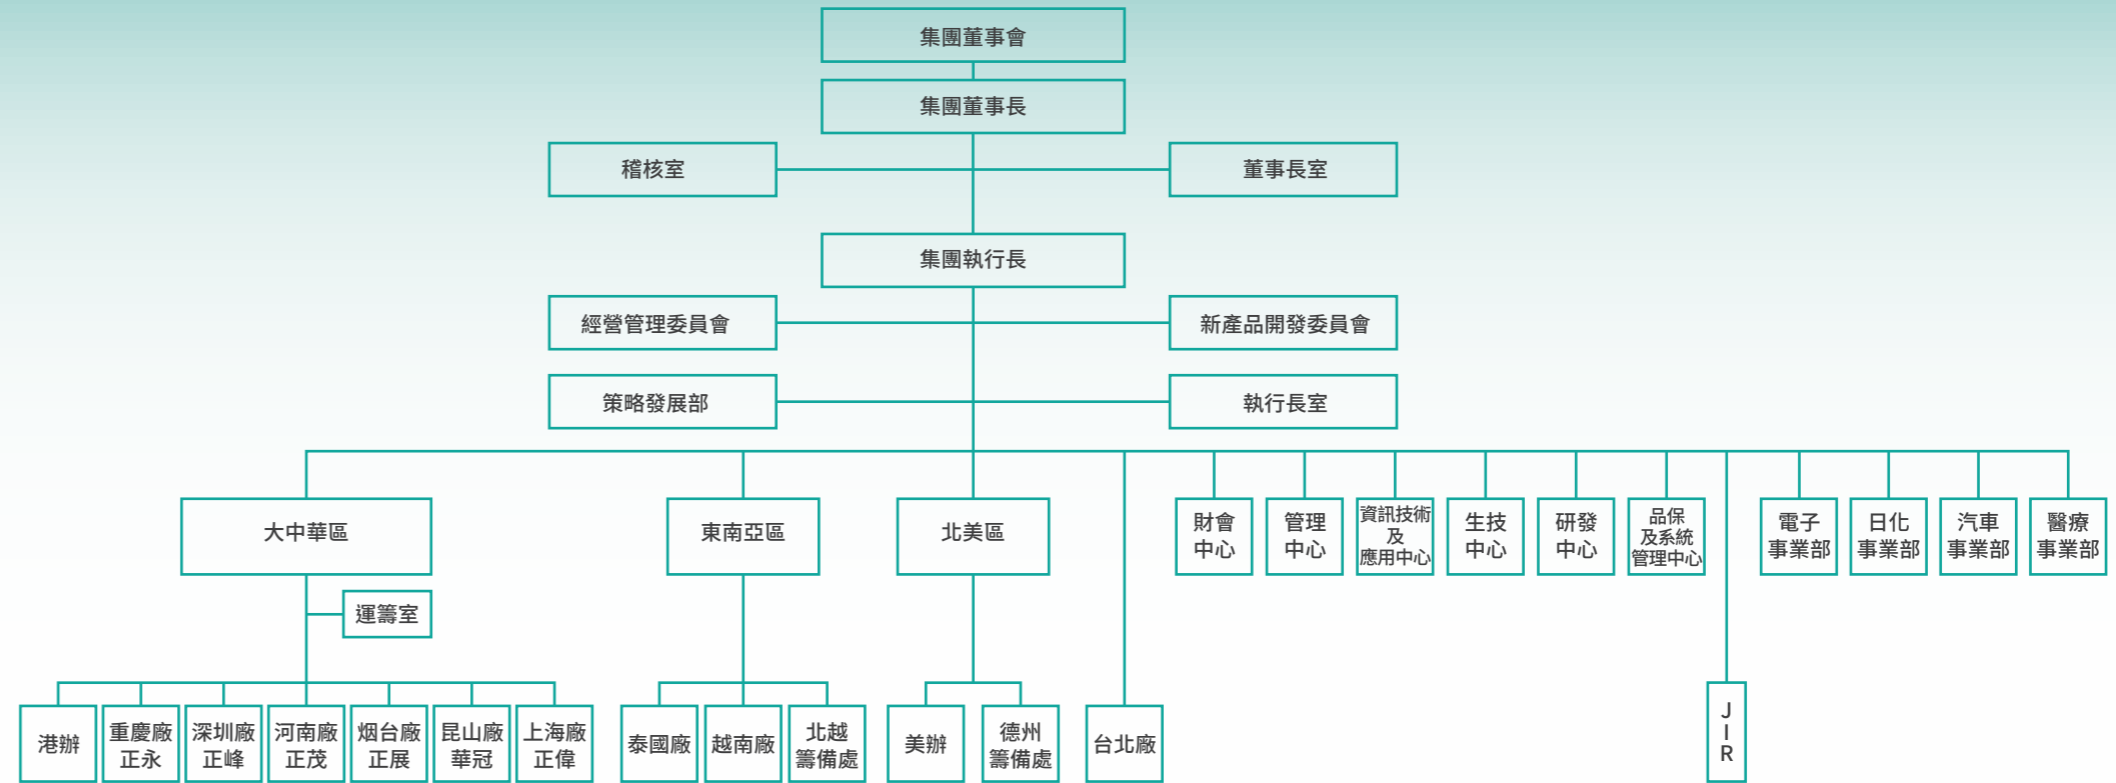 集團董事會
集團董事長
稽核室
董事長室
集團執行長
經營管理委員會
新產品開發委員會
策略發展部
執行長室
大中華區
東南亞區
北美區
財會
中心
管理
中心
資訊技術
及
應用中心
生技
中心
研發
中心
品保
及系統
管理中心
電子
事業部
日化
事業部
汽車
事業部
醫療
事業部
運籌室
港辦
重慶廠
正永
深圳廠
正峰
河南廠
正茂
烟台廠
正展
昆山廠
華冠
上海廠
正偉
泰國廠
越南廠
北越
籌備處
美辦
德州
籌備處
台北廠
J
I
R